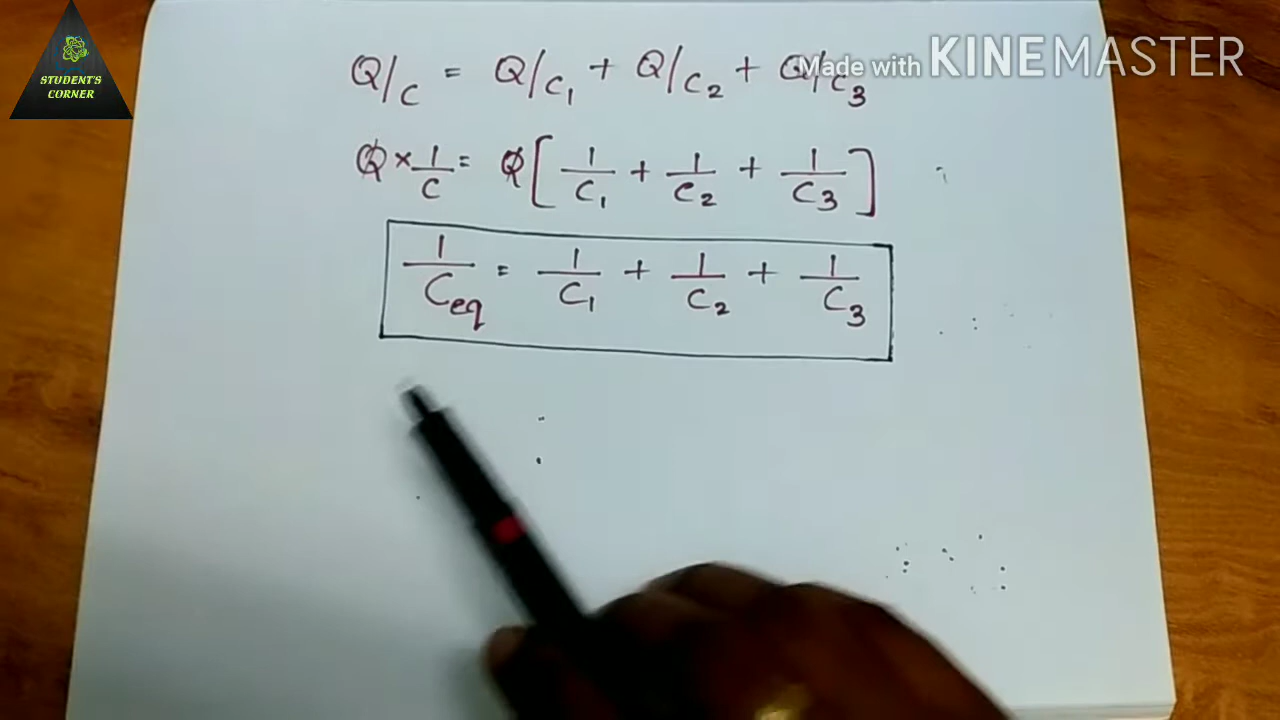 STUDENT'S
CORNER
Made with KINEMASTER
Q/C = Q/C₁ + Q/C₂ + Q/C₃
Q × 1/C = Q [ 1/C₁ + 1/C₂ + 1/C₃ ]
1/Ceq = 1/C₁ + 1/C₂ + 1/C₃